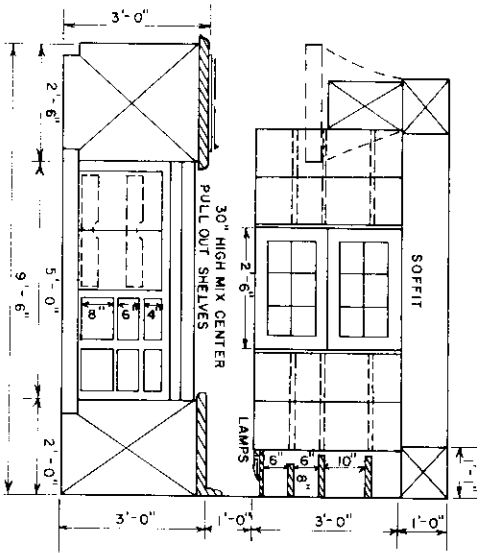 3'-0"
2'-6"
5'-0"
2'-0"
9'-6"
8" 6" 4"
30" HIGH MIX CENTER
PULL OUT SHELVES
SOFFIT
2'-6"
LAMPS
6" 6" 10"
8"
1'-1"
3'-0" 1'-0" 3'-0" 1'-0"